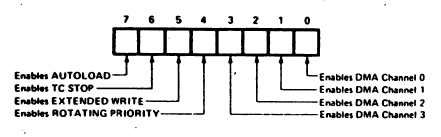 7 6 5 4 3 2 1 0
Enables AUTOLOAD
Enables TC STOP
Enables EXTENDED WRITE
Enables ROTATING PRIORITY
Enables DMA Channel 0
Enables DMA Channel 1
Enables DMA Channel 2
Enables DMA Channel 3